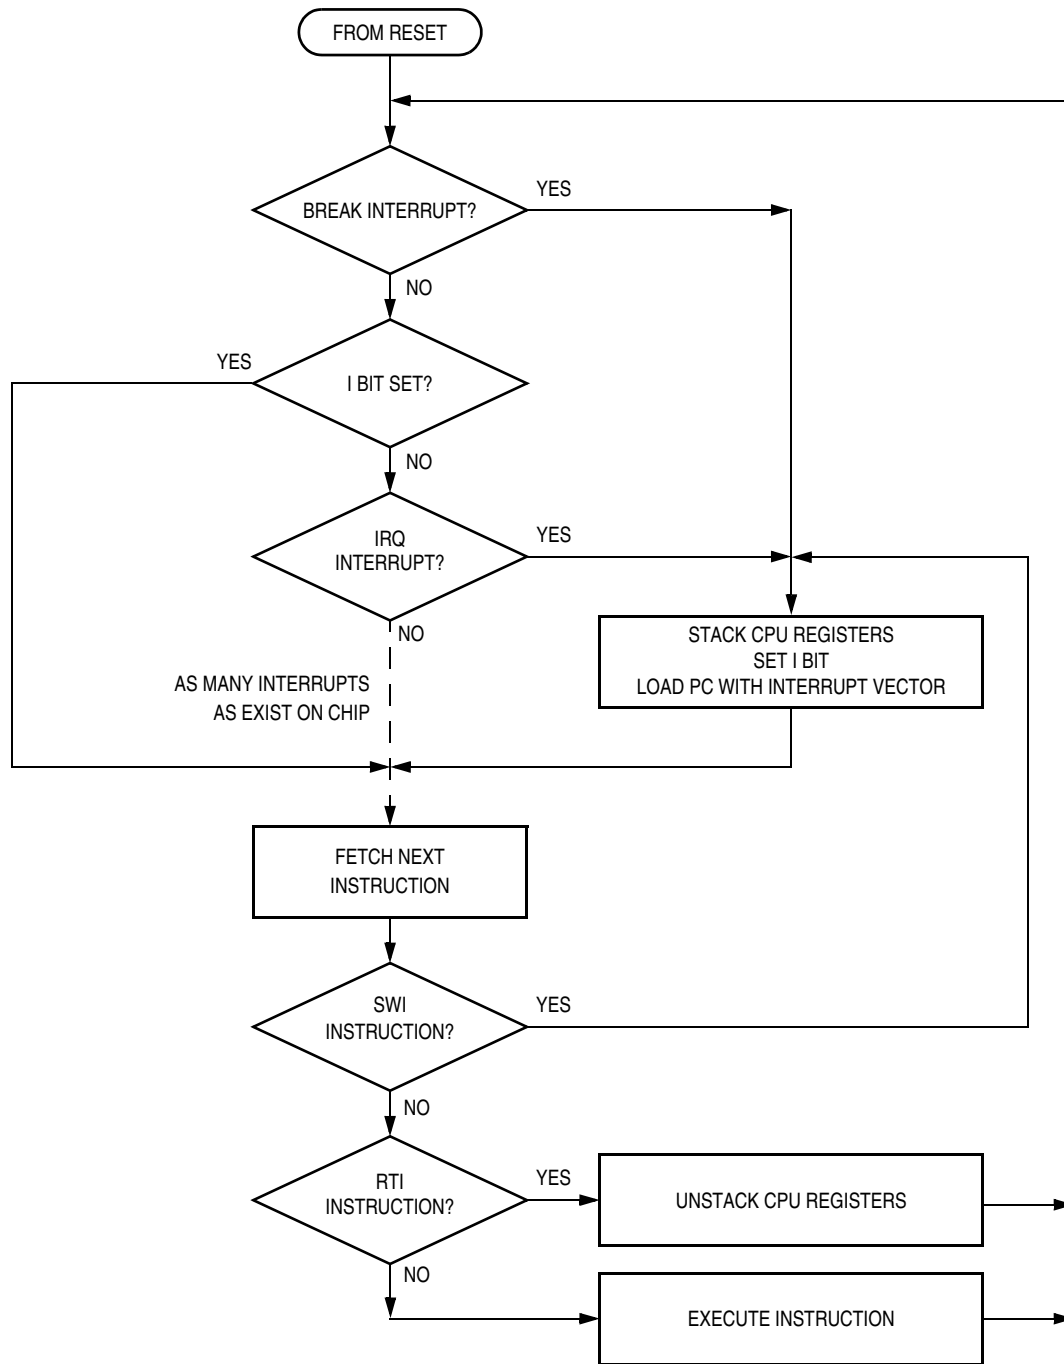 FROM RESET
BREAK INTERRUPT?
YES
NO
I BIT SET?
YES
NO
IRQ
INTERRUPT?
YES
NO
STACK CPU REGISTERS
SET I BIT
LOAD PC WITH INTERRUPT VECTOR
AS MANY INTERRUPTS
AS EXIST ON CHIP
FETCH NEXT
INSTRUCTION
SWI
INSTRUCTION?
YES
NO
RTI
INSTRUCTION?
YES
UNSTACK CPU REGISTERS
NO
EXECUTE INSTRUCTION